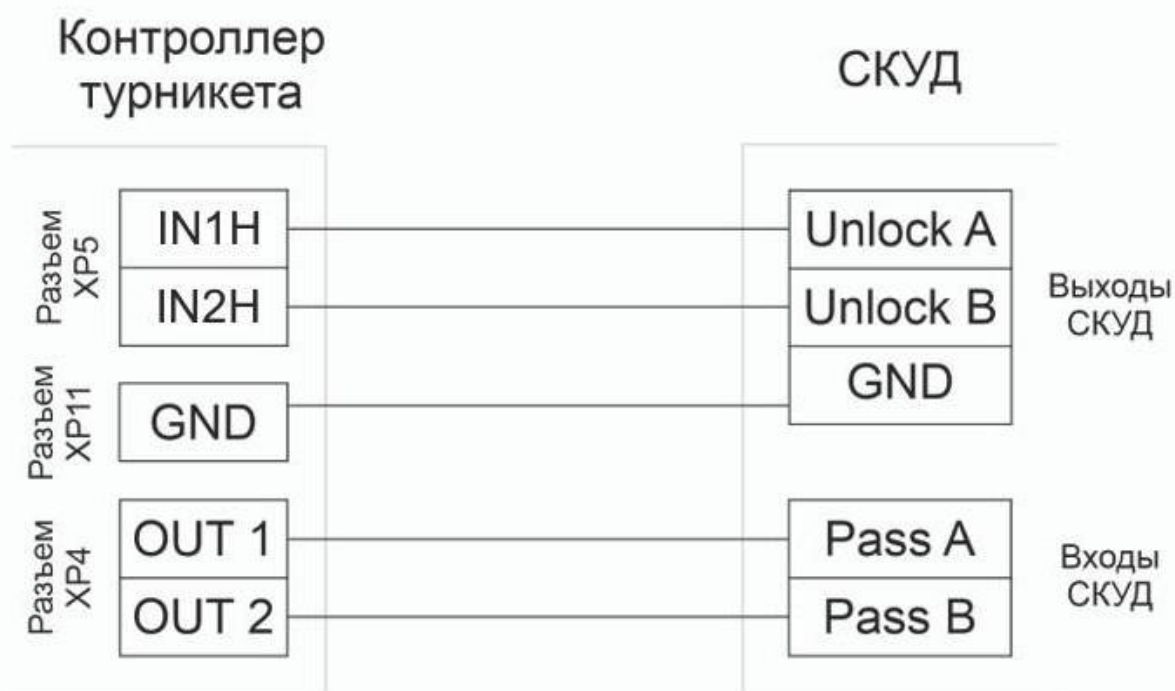 Контроллер
турникета
СКУД
Разъем
XP5
IN1H
IN2H
Unlock A
Unlock B
GND
Выходы
СКУД
Разъем
XP11
GND
Разъем
XP4
OUT 1
OUT 2
Pass A
Pass B
Входы
СКУД